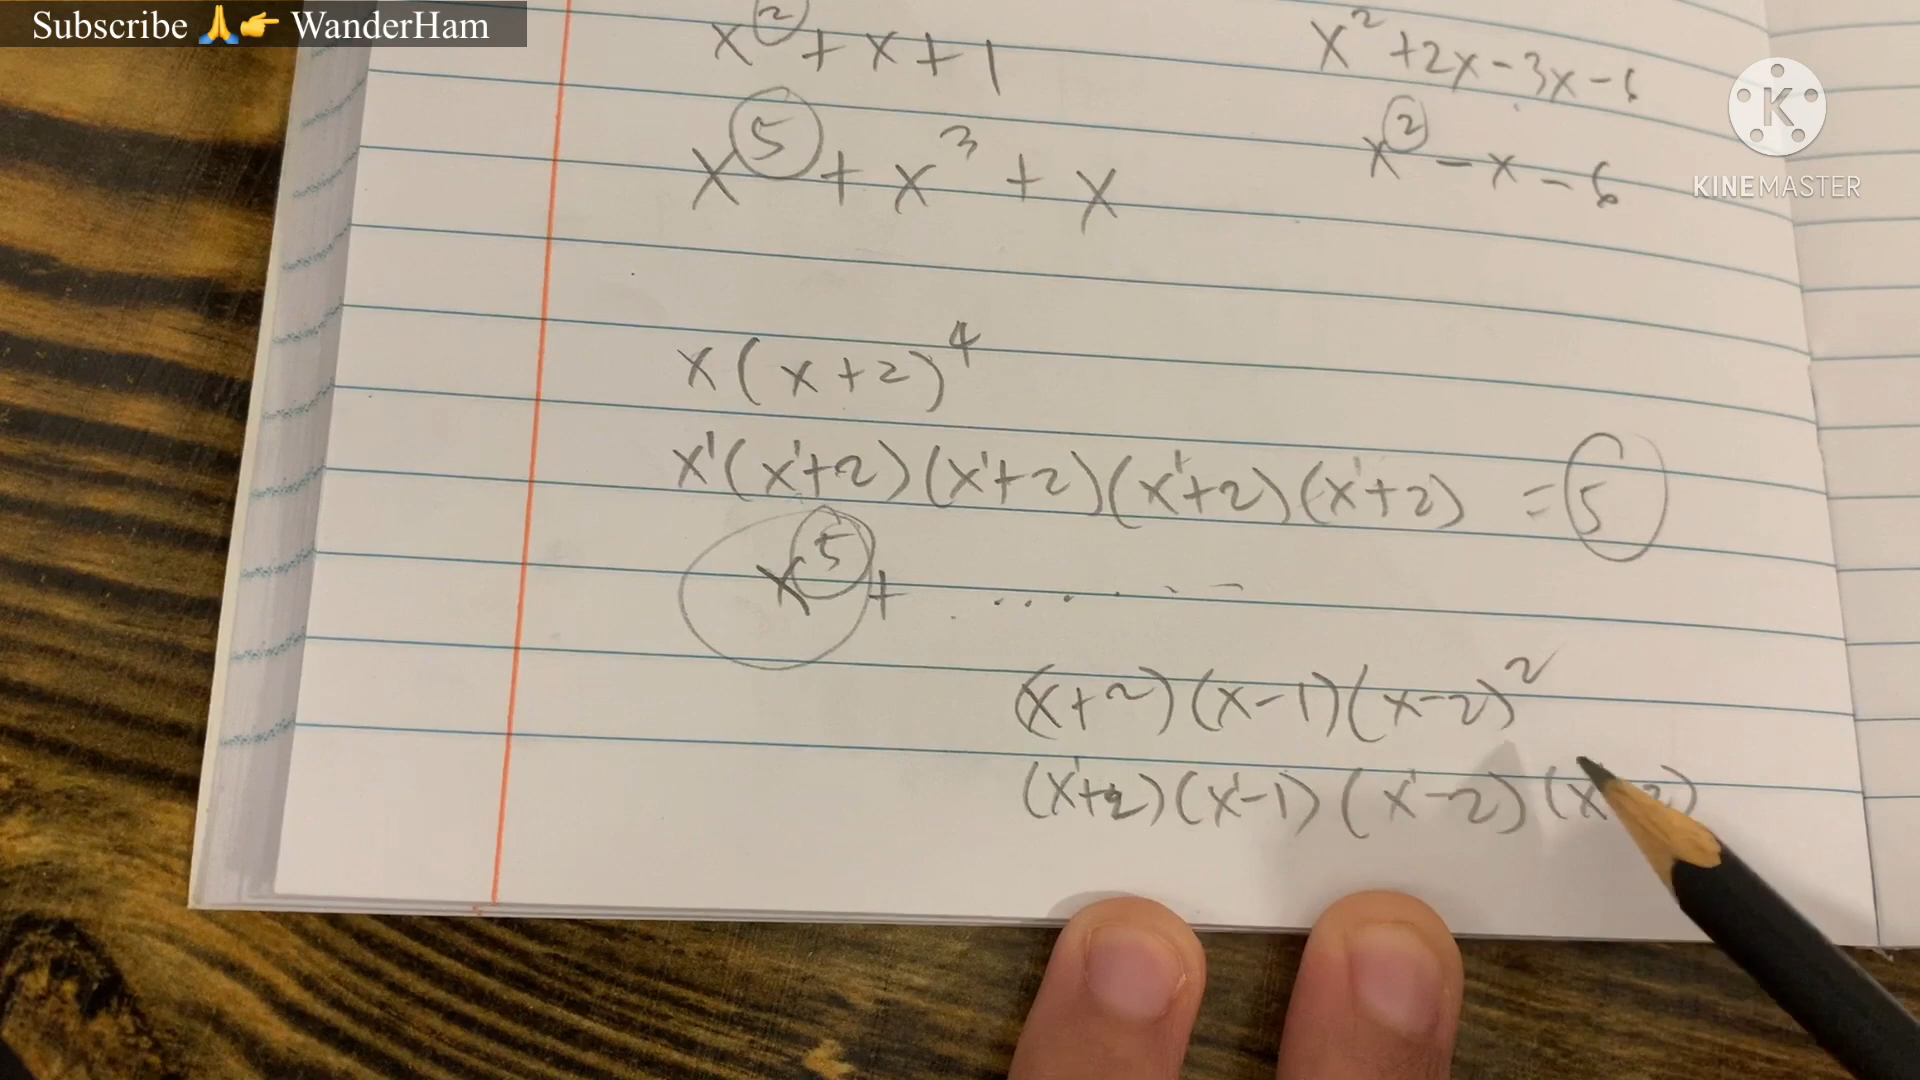 Subscribe 🙏👉 WanderHam
x² + x + 1
x² + 2x - 3x - 6
x⁵ + x³ + x
x² - x - 6
K
KINEMASTER
x(x+2)⁴
x¹(x¹+2)(x¹+2)(x¹+2)(x¹+2) = 5
x⁵ + ......
(x+2)(x-1)(x-2)²
(x¹+2)(x¹-1)(x¹-2)(x